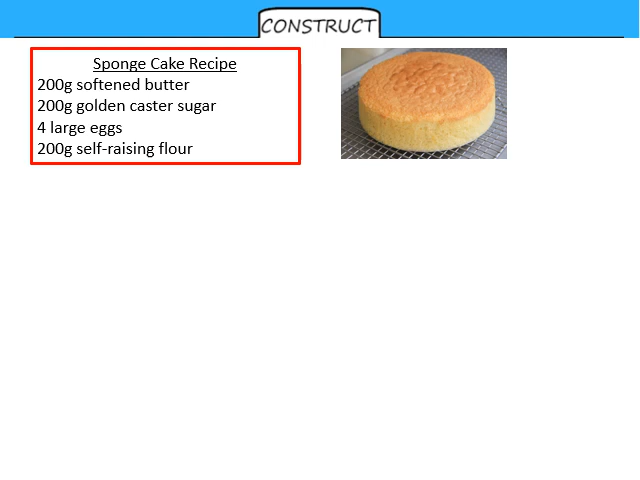 CONSTRUCT
Sponge Cake Recipe
200g softened butter
200g golden caster sugar
4 large eggs
200g self-raising flour